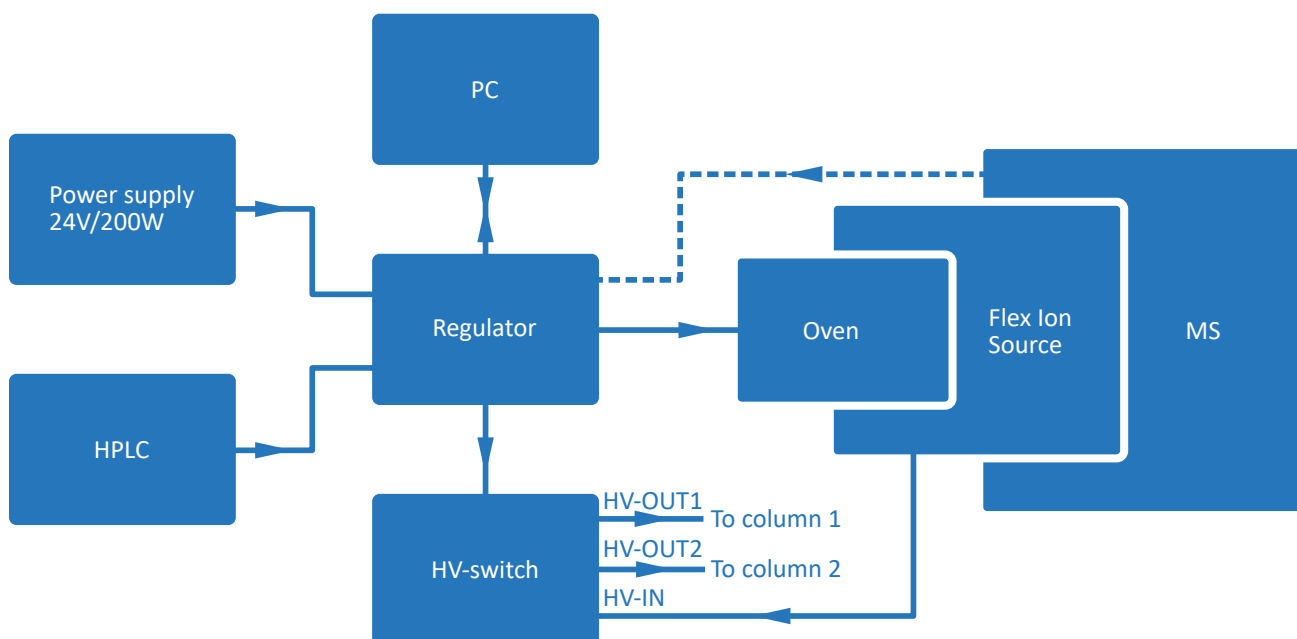 PC
Power supply
24V/200W
Regulator
Oven
Flex Ion
Source
MS
HPLC
HV-switch
HV-OUT1
To column 1
HV-OUT2
To column 2
HV-IN